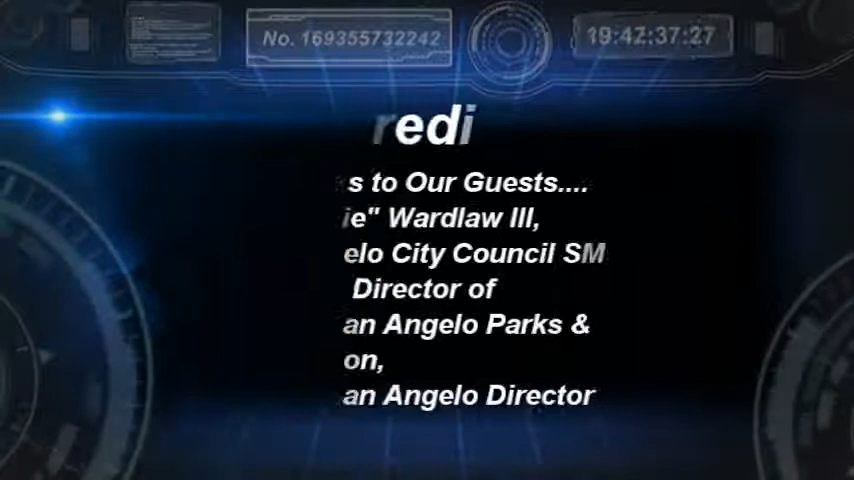 No. 169355732242
19:42:37:27
redi
s to Our Guests....
ie" Wardlaw III,
elo City Council SM
Director of
an Angelo Parks &
on,
an Angelo Director